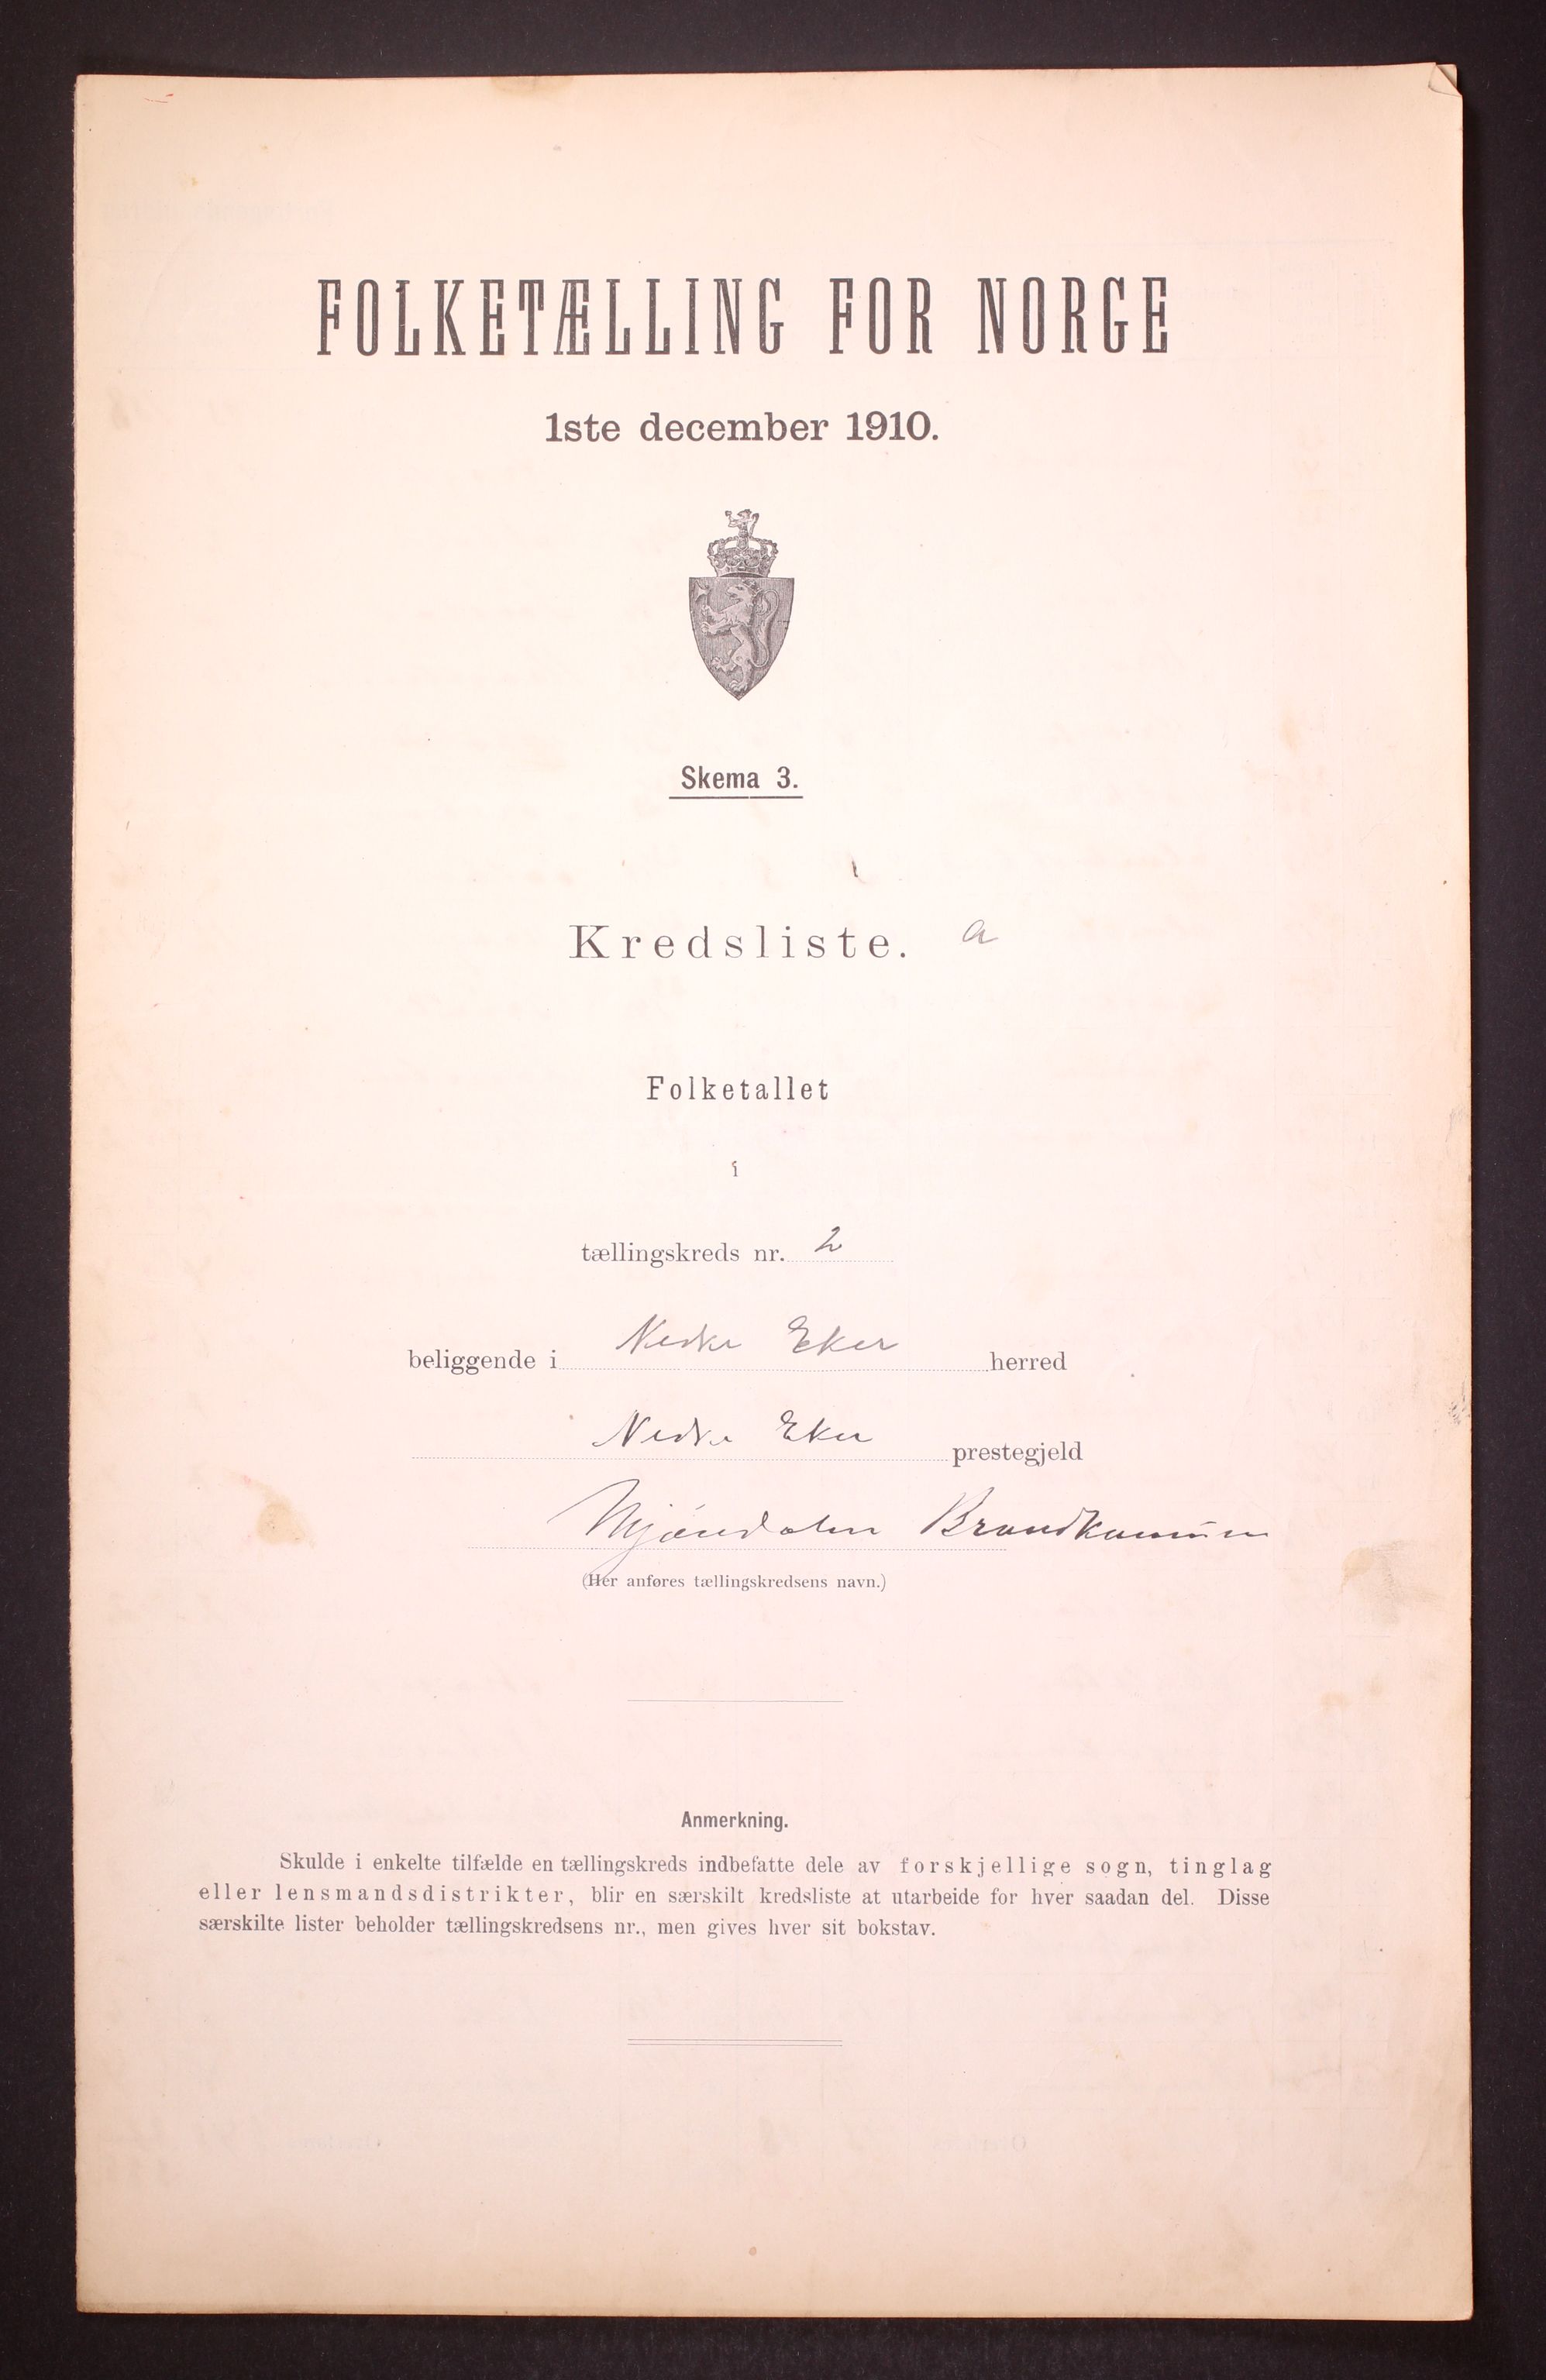 FOLKETÆLLING FOR NORGE
1ste december 1910.
Skema 3.
Kredsliste. a
Folketallet
i
tællingskreds nr. 2
beliggende i Nedre Eker herred
Nedre Eker prestegjeld
Mjøndalen Brandkommune
(Her anføres tællingskredsens navn.)
Anmerkning.
Skulde i enkelte tilfælde en tællingskreds indbefatte dele av forskjellige sogn, tinglag
eller lensmandsdistrikter, blir en særskilt kredsliste at utarbeide for hver saadan del. Disse
særskilte lister beholder tællingskredsens nr., men gives hver sit bokstav.